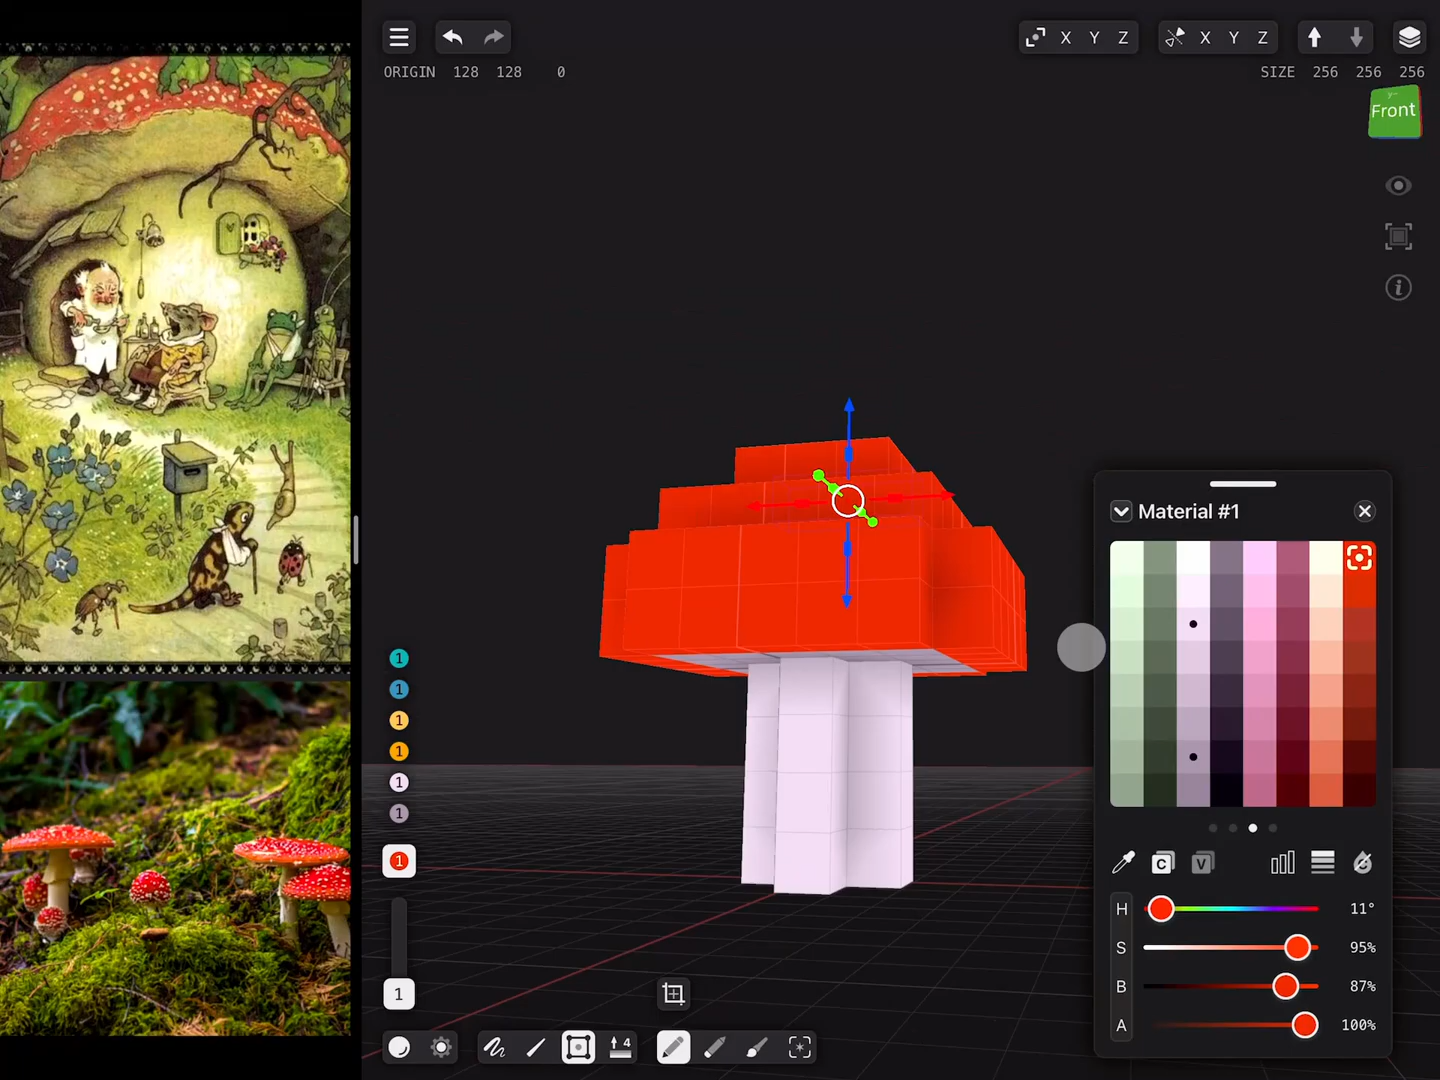 X Y Z X Y Z
ORIGIN 128 128 0 SIZE 256 256 256
Front
Material #1
1
1
1
1
1
1
1
C V
H 11°
S 95%
B 87%
A 100%
1
4